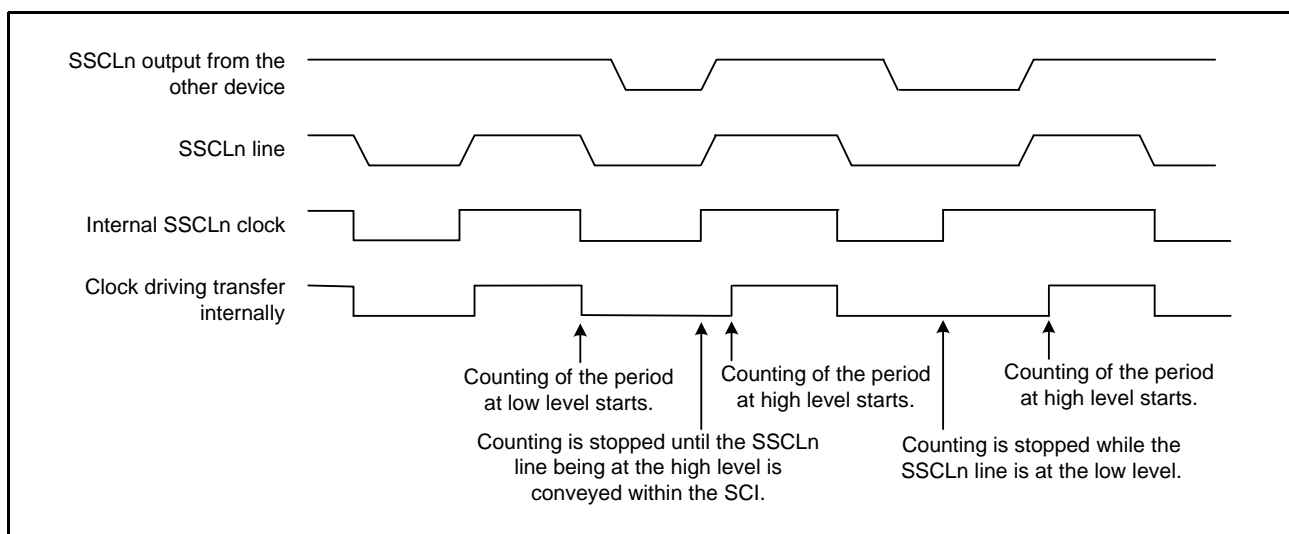 SSCLn output from the
other device
SSCLn line
Internal SSCLn clock
Clock driving transfer
internally
Counting of the period
at low level starts.
Counting of the period
at high level starts.
Counting of the period
at high level starts.
Counting is stopped until the SSCLn
line being at the high level is
conveyed within the SCI.
Counting is stopped while the
SSCLn line is at the low level.